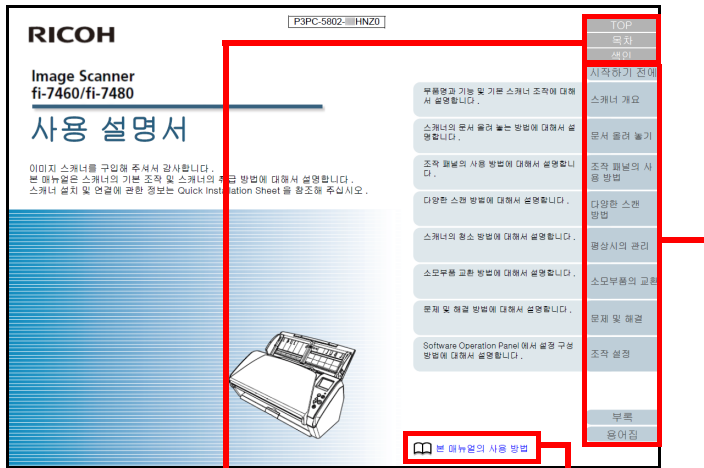 P3PC-5802- HNZ0
RICOH
Image Scanner
fi-7460/fi-7480
사용 설명서
이미지 스캐너를 구입해 주셔서 감사합니다 .
본 매뉴얼은 스캐너의 기본 조작 및 스캐너의 취급 방법에 대해서 설명합니다 .
스캐너 설치 및 연결에 관한 정보는 Quick Installation Sheet 을 참조해 주십시오 .
TOP
목차
색인
시작하기 전에
부품명과 기능 및 기본 스캐너 조작에 대해
서 설명합니다 .
스캐너 개요
스캐너의 문서 올려 놓는 방법에 대해서 설
명합니다 .
문서 올려 놓기
조작 패널의 사용 방법에 대해서 설명합니
다 .
조작 패널의 사
용 방법
다양한 스캔 방법에 대해서 설명합니다 .
다양한 스캔
방법
스캐너의 청소 방법에 대해서 설명합니다 .
평상시의 관리
소모부품 교환 방법에 대해서 설명합니다 .
소모부품의 교환
문제 및 해결 방법에 대해서 설명합니다 .
문제 및 해결
Software Operation Panel 에서 설정 구성
방법에 대해서 설명합니다 .
조작 설정
부록
용어집
본 매뉴얼의 사용 방법